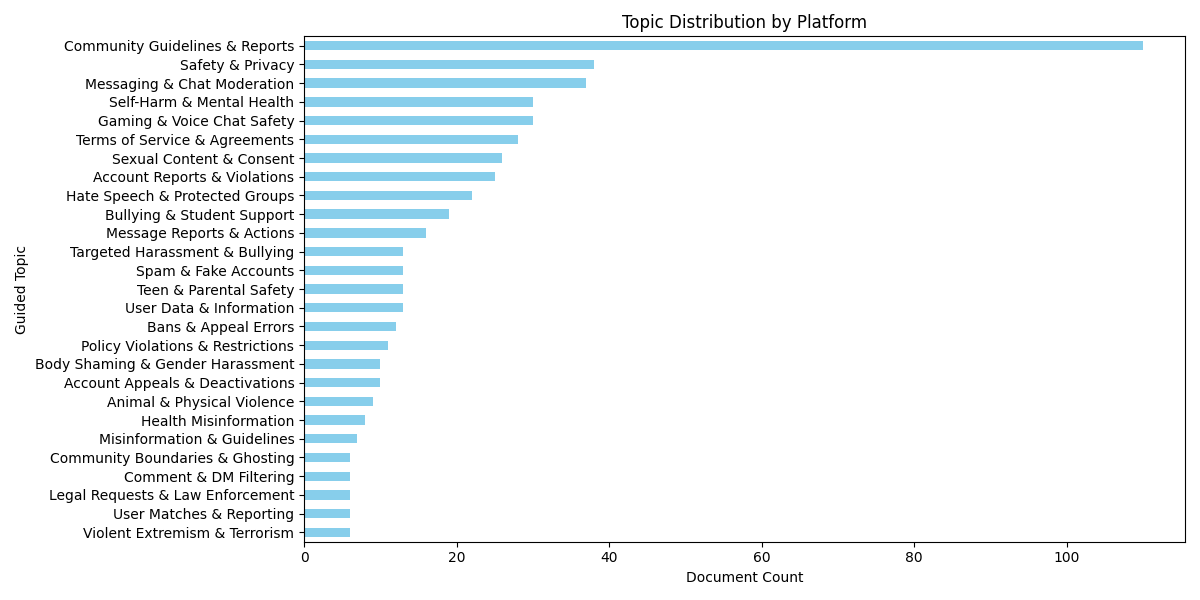 Topic Distribution by Platform
Guided Topic
Community Guidelines & Reports
Safety & Privacy
Messaging & Chat Moderation
Self-Harm & Mental Health
Gaming & Voice Chat Safety
Terms of Service & Agreements
Sexual Content & Consent
Account Reports & Violations
Hate Speech & Protected Groups
Bullying & Student Support
Message Reports & Actions
Targeted Harassment & Bullying
Spam & Fake Accounts
Teen & Parental Safety
User Data & Information
Bans & Appeal Errors
Policy Violations & Restrictions
Body Shaming & Gender Harassment
Account Appeals & Deactivations
Animal & Physical Violence
Health Misinformation
Misinformation & Guidelines
Community Boundaries & Ghosting
Comment & DM Filtering
Legal Requests & Law Enforcement
User Matches & Reporting
Violent Extremism & Terrorism
0 20 40 60 80 100
Document Count